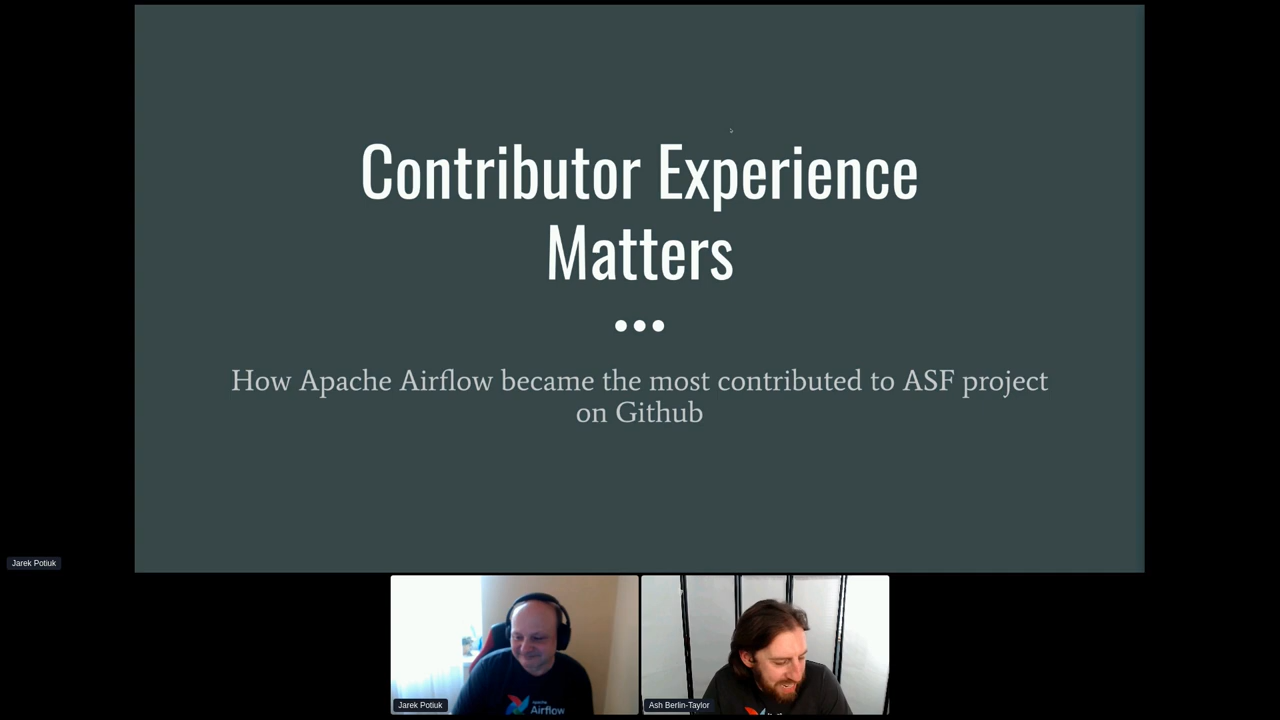 Contributor Experience
Matters
How Apache Airflow became the most contributed to ASF project
on Github
Jarek Potiuk
Jarek Potiuk
Airflow
Ash Berlin-Taylor